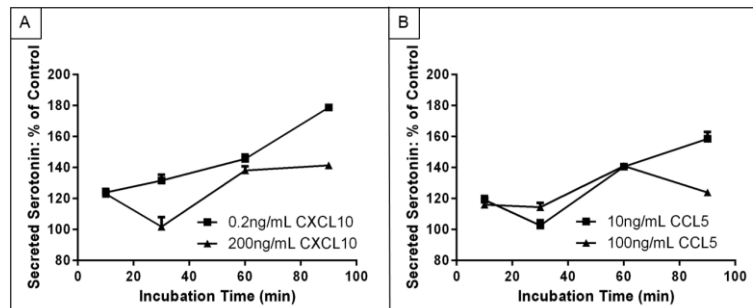 A
Secreted Serotonin: % of Control
200
180
160
140
120
100
80
0.2ng/mL CXCL10
200ng/mL CXCL10
0 20 40 60 80 100
Incubation Time (min)
B
Secreted Serotonin: % of Control
200
180
160
140
120
100
80
10ng/mL CCL5
100ng/mL CCL5
0 20 40 60 80 100
Incubation Time (min)